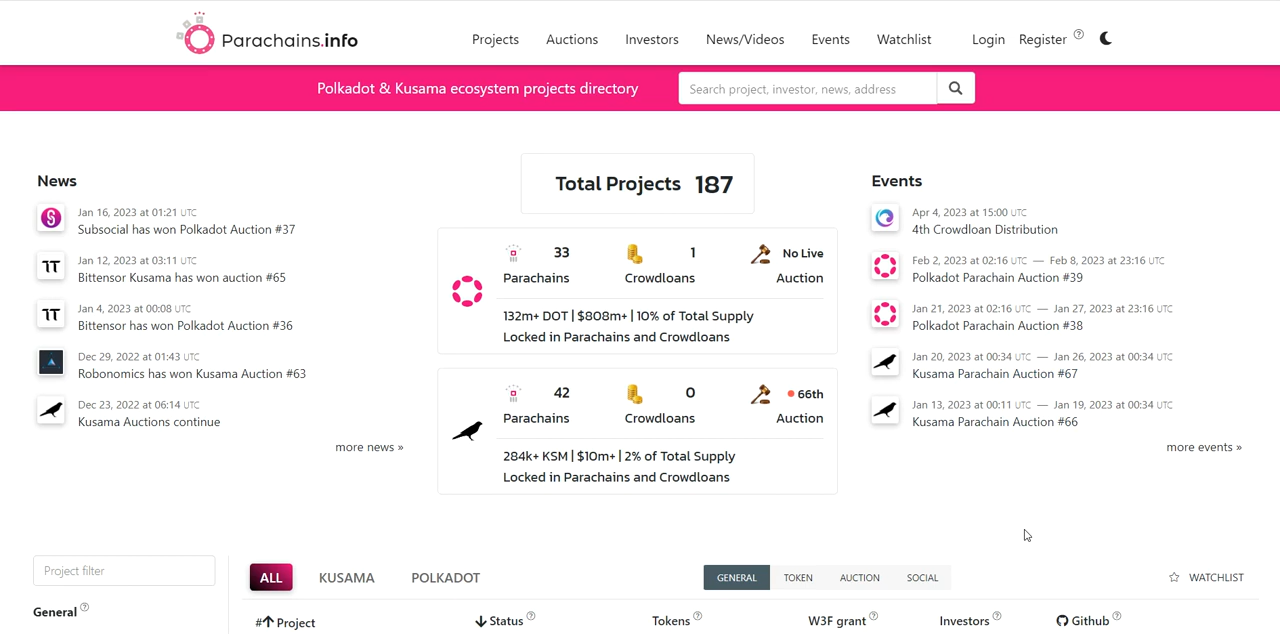 Parachains.info
Projects Auctions Investors News/Videos Events Watchlist Login Register ?
Polkadot & Kusama ecosystem projects directory
Search project, investor, news, address
News
Jan 16, 2023 at 01:21 UTC
Subsocial has won Polkadot Auction #37
Jan 12, 2023 at 03:11 UTC
Bittensor Kusama has won auction #65
Jan 4, 2023 at 00:08 UTC
Bittensor has won Polkadot Auction #36
Dec 29, 2022 at 01:43 UTC
Robonomics has won Kusama Auction #63
Dec 23, 2022 at 06:14 UTC
Kusama Auctions continue
more news »
Total Projects 187
33 1 No Live
Parachains Crowdloans Auction
132m+ DOT | $808m+ | 10% of Total Supply
Locked in Parachains and Crowdloans
42 0 66th
Parachains Crowdloans Auction
284k+ KSM | $10m+ | 2% of Total Supply
Locked in Parachains and Crowdloans
Events
Apr 4, 2023 at 15:00 UTC
4th Crowdloan Distribution
Feb 2, 2023 at 02:16 UTC — Feb 8, 2023 at 23:16 UTC
Polkadot Parachain Auction #39
Jan 21, 2023 at 02:16 UTC — Jan 27, 2023 at 23:16 UTC
Polkadot Parachain Auction #38
Jan 20, 2023 at 00:34 UTC — Jan 26, 2023 at 00:34 UTC
Kusama Parachain Auction #67
Jan 13, 2023 at 00:11 UTC — Jan 19, 2023 at 00:34 UTC
Kusama Parachain Auction #66
more events »
Project filter
General ?
ALL KUSAMA POLKADOT GENERAL TOKEN AUCTION SOCIAL WATCHLIST
# Project Status ? Tokens ? W3F grant ? Investors ? Github ?